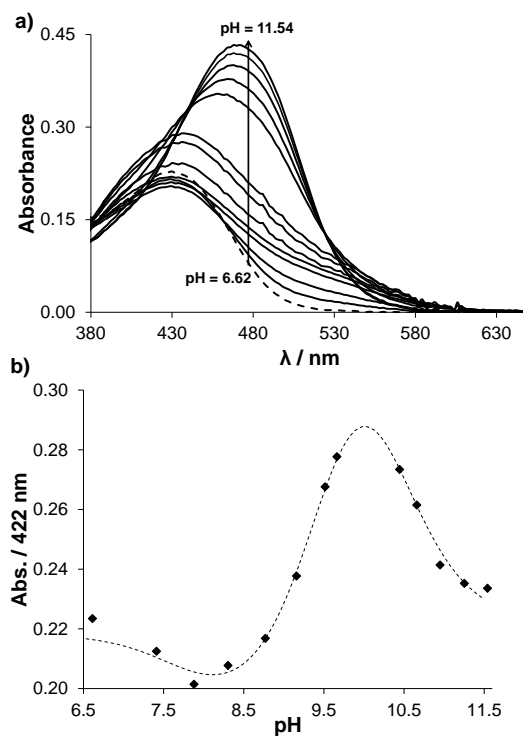 a)
pH = 11.54
0.45
0.30
0.15
0.00
Absorbance
pH = 6.62
380 430 480 530 580 630
λ / nm
b)
0.30
0.28
0.26
0.24
0.22
0.20
Abs. / 422 nm
6.5 7.5 8.5 9.5 10.5 11.5
pH